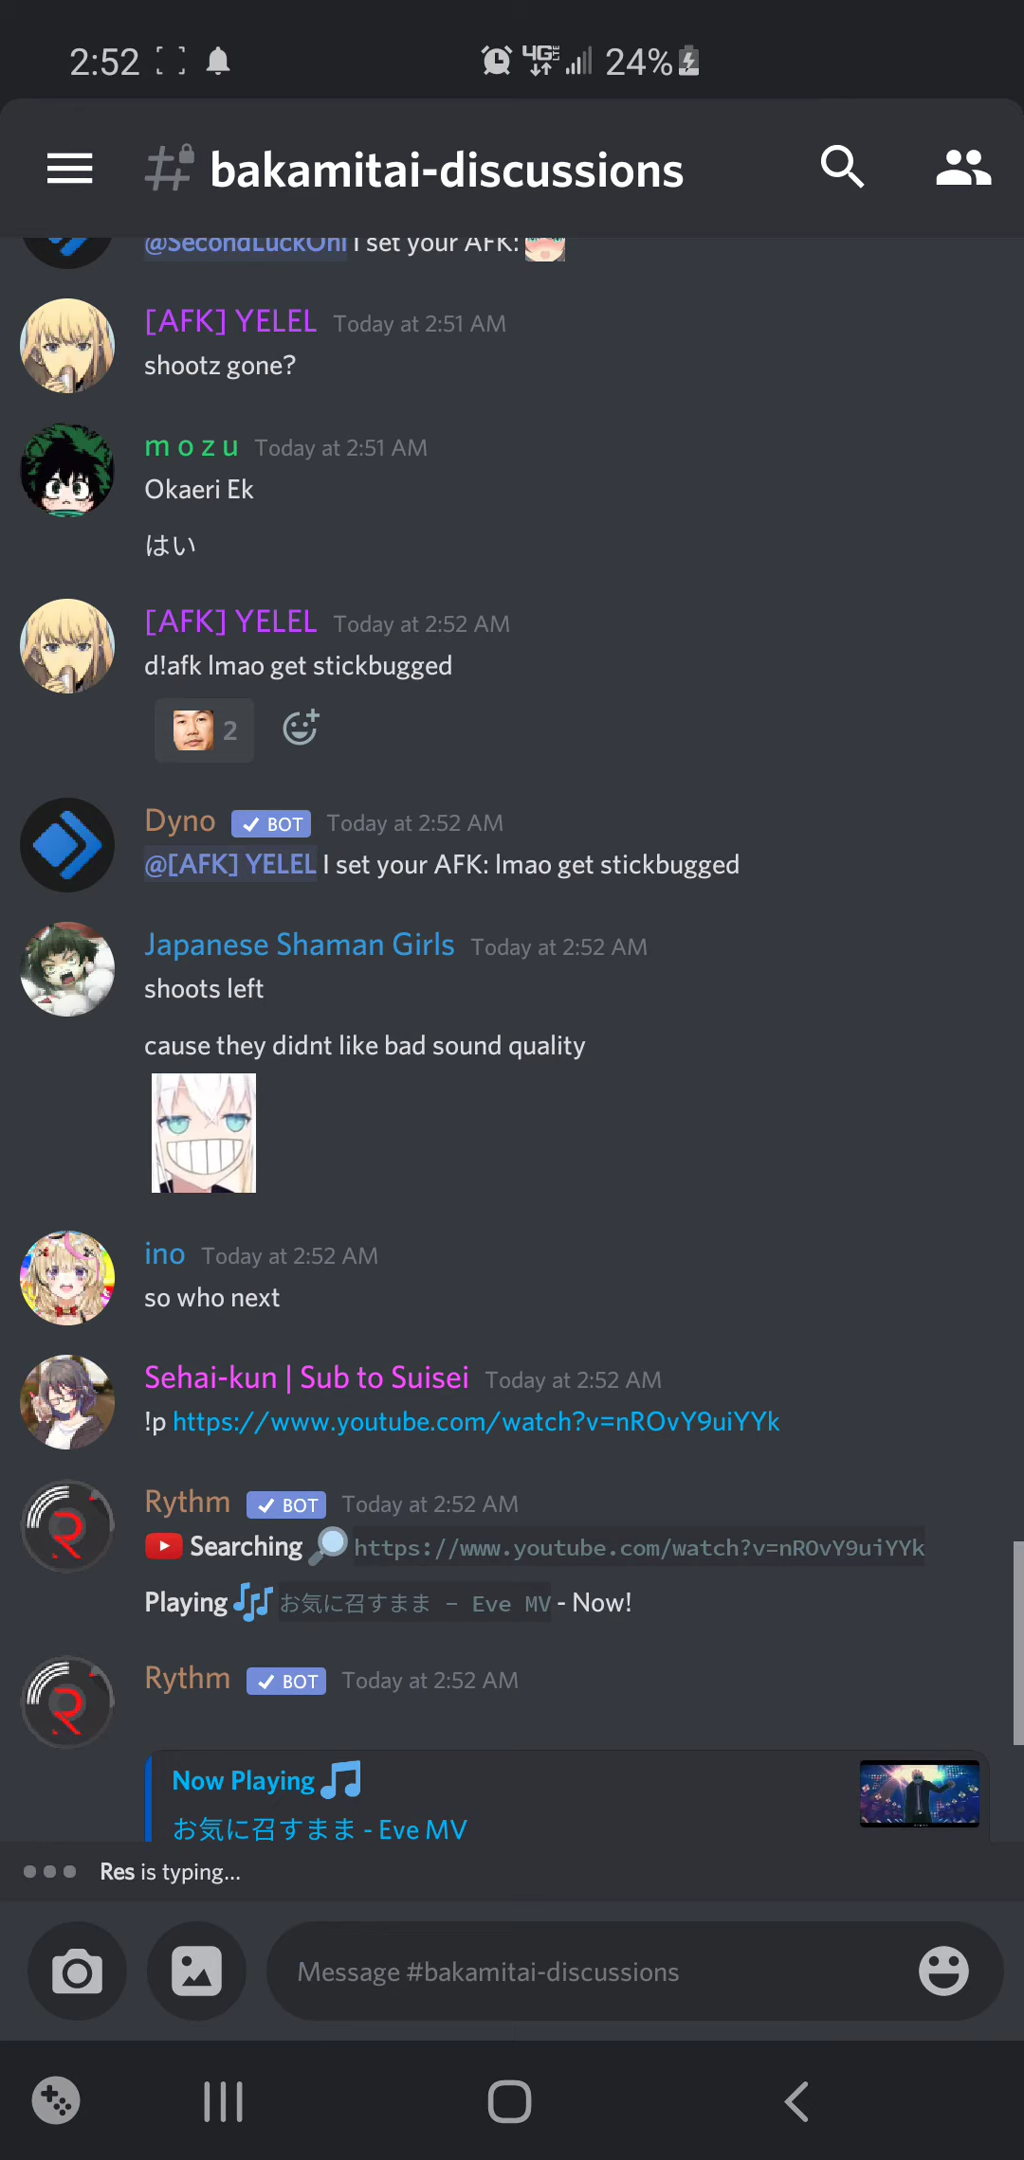 2:52
4G LTE
24%
bakamitai-discussions
@SecondLuckOni I set your AFK:
[AFK] YELEL Today at 2:51 AM
shootz gone?
m o z u Today at 2:51 AM
Okaeri Ek
はい
[AFK] YELEL Today at 2:52 AM
d!afk lmao get stickbugged
2
Dyno ✓ BOT Today at 2:52 AM
@[AFK] YELEL I set your AFK: lmao get stickbugged
Japanese Shaman Girls Today at 2:52 AM
shoots left
cause they didnt like bad sound quality
ino Today at 2:52 AM
so who next
Sehai-kun | Sub to Suisei Today at 2:52 AM
!p https://www.youtube.com/watch?v=nROvY9uiYYk
Rythm ✓ BOT Today at 2:52 AM
Searching 🔎 https://www.youtube.com/watch?v=nROvY9uiYYk
Playing 🎶 お気に召すまま - Eve MV - Now!
Rythm ✓ BOT Today at 2:52 AM
Now Playing 🎵
お気に召すまま - Eve MV
Res is typing...
Message #bakamitai-discussions